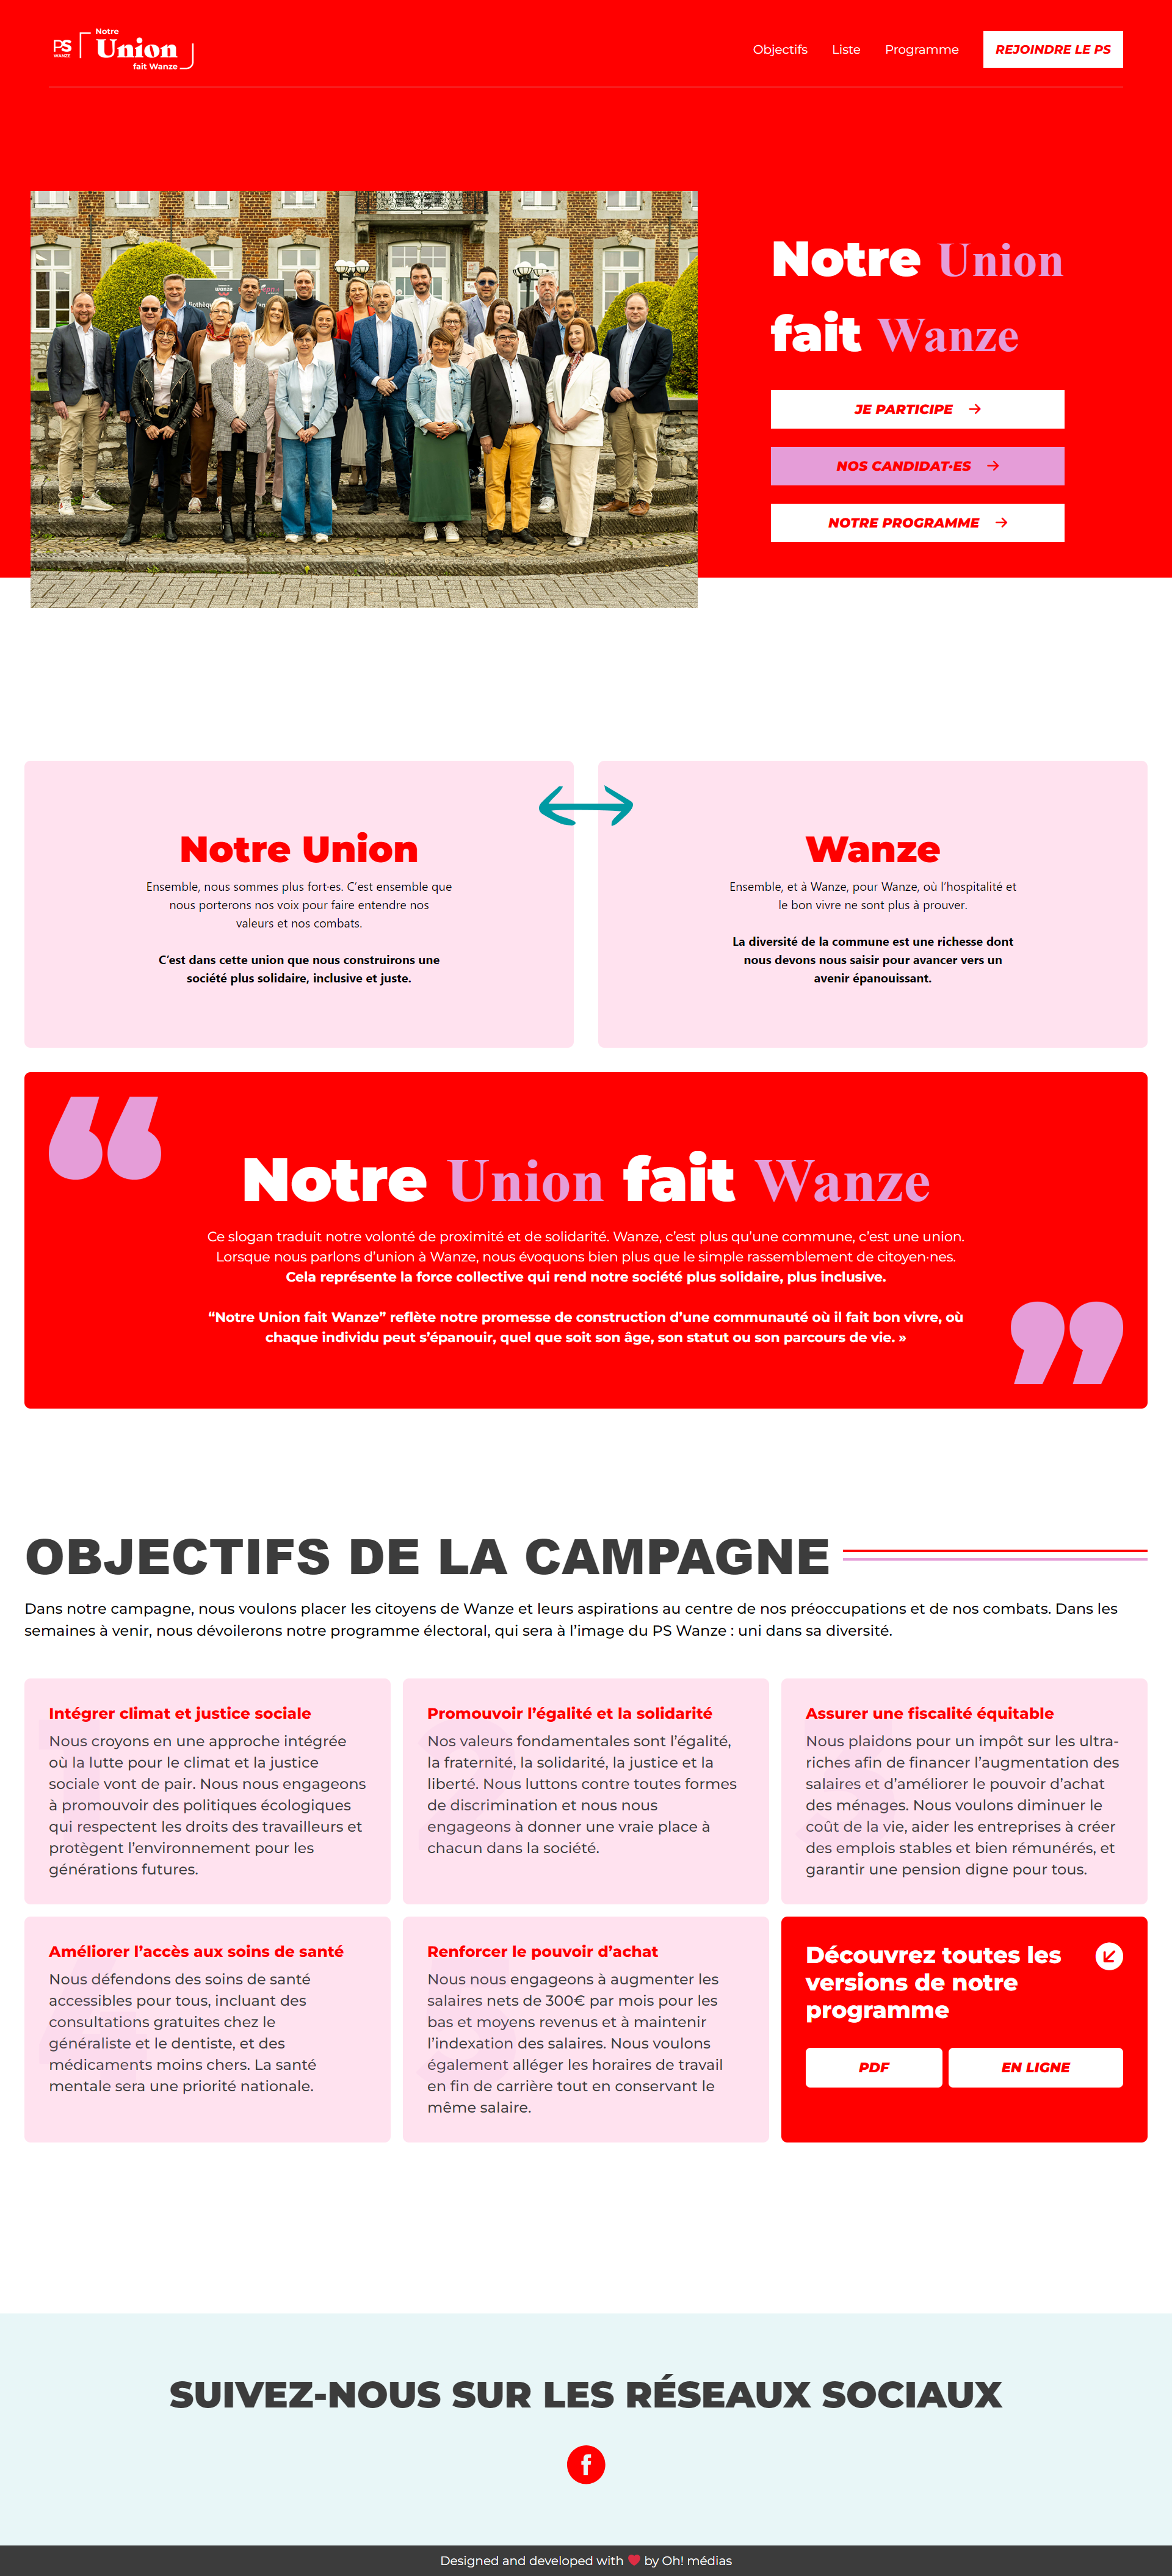 Notre
PS
WANZE
Union
fait Wanze
Objectifs
Liste
Programme
REJOINDRE LE PS
Notre Union
fait Wanze
JE PARTICIPE
NOS CANDIDAT·ES
NOTRE PROGRAMME
Notre Union
Ensemble, nous sommes plus fort·es. C’est ensemble que
nous porterons nos voix pour faire entendre nos
valeurs et nos combats.
C’est dans cette union que nous construirons une
société plus solidaire, inclusive et juste.
Wanze
Ensemble, et à Wanze, pour Wanze, où l’hospitalité et
le bon vivre ne sont plus à prouver.
La diversité de la commune est une richesse dont
nous devons nous saisir pour avancer vers un
avenir épanouissant.
Notre Union fait Wanze
Ce slogan traduit notre volonté de proximité et de solidarité. Wanze, c’est plus qu’une commune, c’est une union.
Lorsque nous parlons d’union à Wanze, nous évoquons bien plus que le simple rassemblement de citoyen·nes.
Cela représente la force collective qui rend notre société plus solidaire, plus inclusive.
“Notre Union fait Wanze” reflète notre promesse de construction d’une communauté où il fait bon vivre, où
chaque individu peut s’épanouir, quel que soit son âge, son statut ou son parcours de vie. »
OBJECTIFS DE LA CAMPAGNE
Dans notre campagne, nous voulons placer les citoyens de Wanze et leurs aspirations au centre de nos préoccupations et de nos combats. Dans les
semaines à venir, nous dévoilerons notre programme électoral, qui sera à l’image du PS Wanze : uni dans sa diversité.
Intégrer climat et justice sociale
Nous croyons en une approche intégrée
où la lutte pour le climat et la justice
sociale vont de pair. Nous nous engageons
à promouvoir des politiques écologiques
qui respectent les droits des travailleurs et
protègent l’environnement pour les
générations futures.
Promouvoir l’égalité et la solidarité
Nos valeurs fondamentales sont l’égalité,
la fraternité, la solidarité, la justice et la
liberté. Nous luttons contre toutes formes
de discrimination et nous nous
engageons à donner une vraie place à
chacun dans la société.
Assurer une fiscalité équitable
Nous plaidons pour un impôt sur les ultra-
riches afin de financer l’augmentation des
salaires et d’améliorer le pouvoir d’achat
des ménages. Nous voulons diminuer le
coût de la vie, aider les entreprises à créer
des emplois stables et bien rémunérés, et
garantir une pension digne pour tous.
Améliorer l’accès aux soins de santé
Nous défendons des soins de santé
accessibles pour tous, incluant des
consultations gratuites chez le
généraliste et le dentiste, et des
médicaments moins chers. La santé
mentale sera une priorité nationale.
Renforcer le pouvoir d’achat
Nous nous engageons à augmenter les
salaires nets de 300€ par mois pour les
bas et moyens revenus et à maintenir
l’indexation des salaires. Nous voulons
également alléger les horaires de travail
en fin de carrière tout en conservant le
même salaire.
Découvrez toutes les
versions de notre
programme
PDF
EN LIGNE
SUIVEZ-NOUS SUR LES RÉSEAUX SOCIAUX
Designed and developed with ❤ by Oh! médias